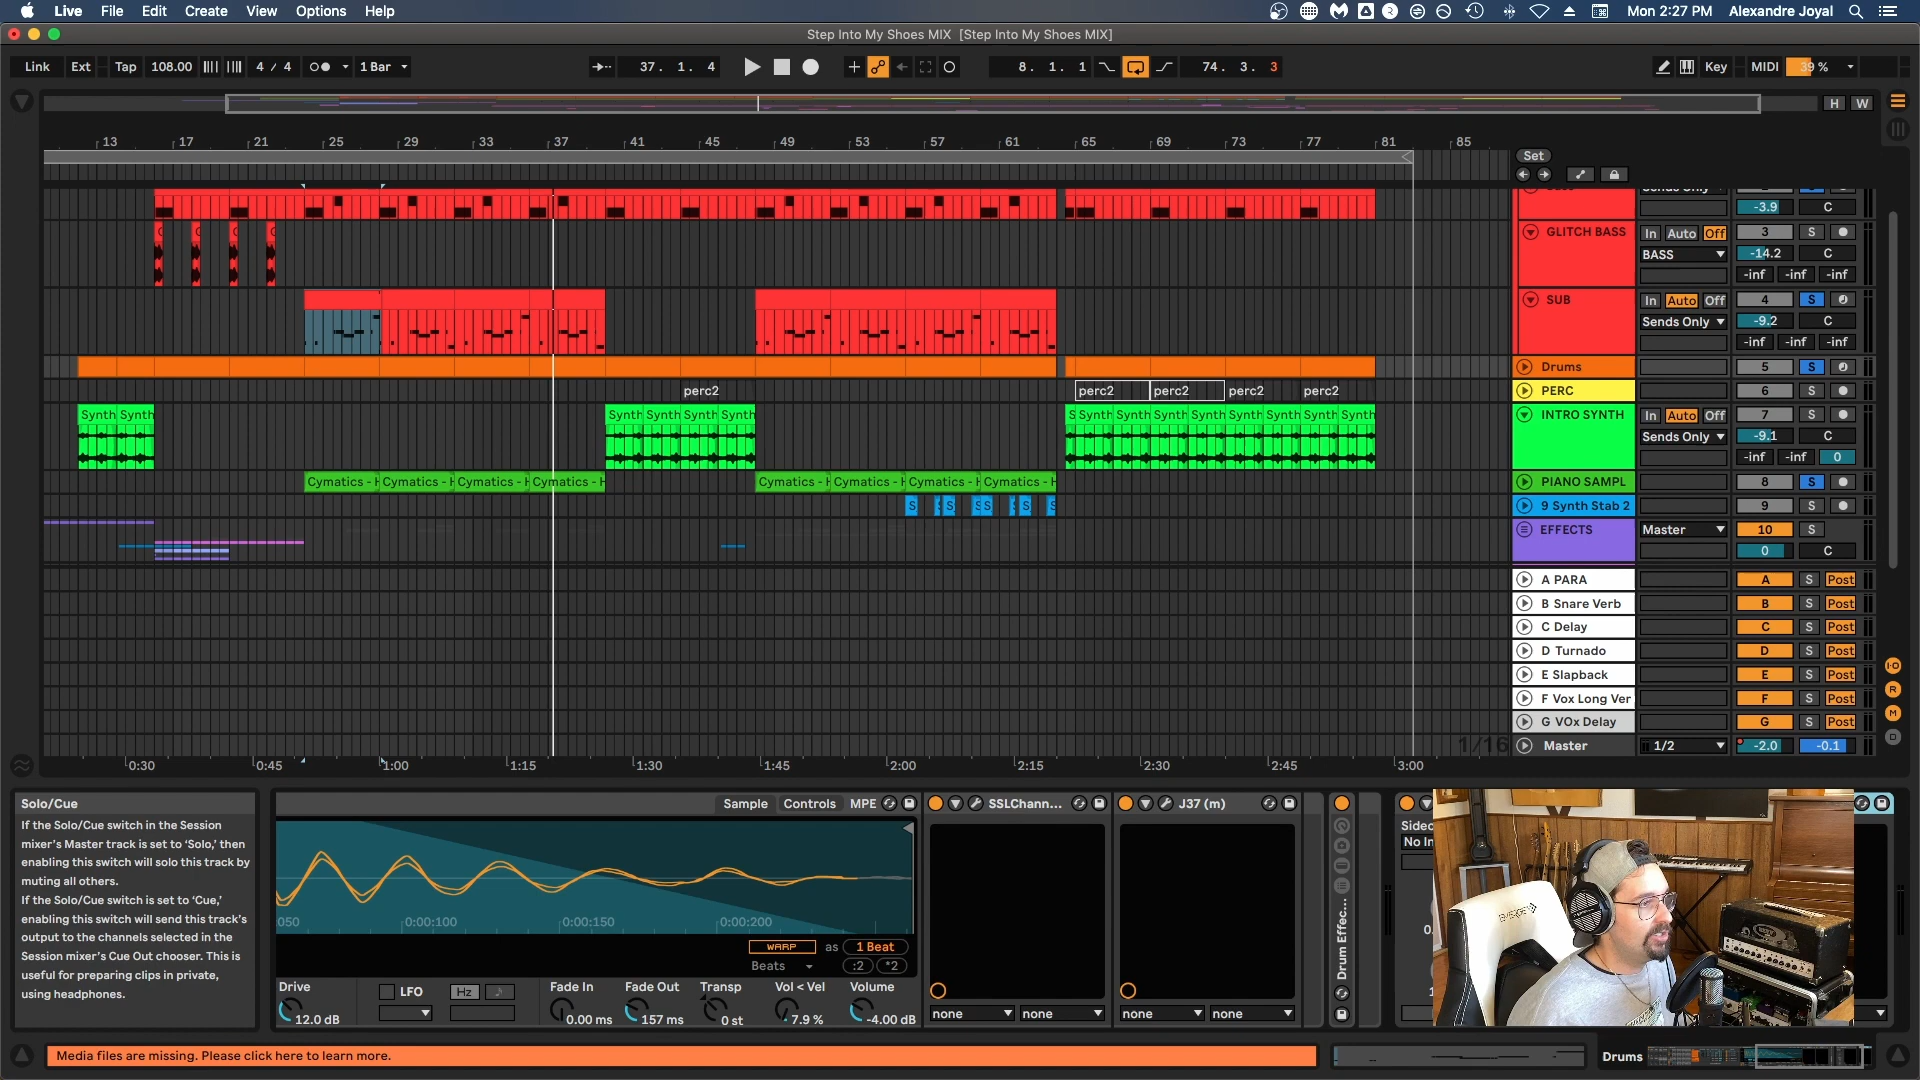 Live File Edit Create View Options Help
Mon 2:27 PM Alexandre Joyal
Step Into My Shoes MIX [Step Into My Shoes MIX]
Link Ext Tap 108.00 4 / 4 1 Bar 37. 1. 4 8. 1. 1 74. 3. 3 Key MIDI 39 %
H W
13 17 21 25 29 33 37 41 45 49 53 57 61 65 69 73 77 81 85
Set
Sends Only -3.9 C
GLITCH BASS In Auto Off 3 S
BASS -14.2 C
-inf -inf -inf
SUB In Auto Off 4 S
Sends Only -9.2 C
-inf -inf -inf
Drums 5 S
perc2 perc2 perc2 perc2 perc2 PERC 6 S
Synth Synth Synth Synth Synth Synth S Synth Synth Synth Synth Synth Synth Synth Synth INTRO SYNTH In Auto Off 7 S
Sends Only -9.1 C
-inf -inf 0
Cymatics - H Cymatics - H Cymatics - H Cymatics - H Cymatics - H Cymatics - H Cymatics - H Cymatics - H PIANO SAMPL 8 S
S S S S S S 9 Synth Stab 2 9 S
EFFECTS Master 10 S
0 C
A PARA A S Post
B Snare Verb B S Post
C Delay C S Post
D Turnado D S Post
E Slapback E S Post
F Vox Long Ver F S Post
G VOx Delay G S Post
1/16 Master 1/2 -2.0 -0.1
0:30 0:45 1:00 1:15 1:30 1:45 2:00 2:15 2:30 2:45 3:00
I·O
R
M
D
Solo/Cue
If the Solo/Cue switch in the Session
mixer's Master track is set to 'Solo,' then
enabling this switch will solo this track by
muting all others.
If the Solo/Cue switch is set to 'Cue,'
enabling this switch will send this track's
output to the channels selected in the
Session mixer's Cue Out chooser. This is
useful for preparing clips in private,
using headphones.
Sample Controls MPE
:050 0:00:100 0:00:150 0:00:200
WARP as 1 Beat
Beats :2 *2
Drive LFO Hz Fade In Fade Out Transp Vol < Vel Volume
12.0 dB 0.00 ms 157 ms 0 st 7.9 % -4.00 dB
SSLChann...
none none
J37 (m)
none none
Drum Effec...
Sidec
No In
Media files are missing. Please click here to learn more.
Drums